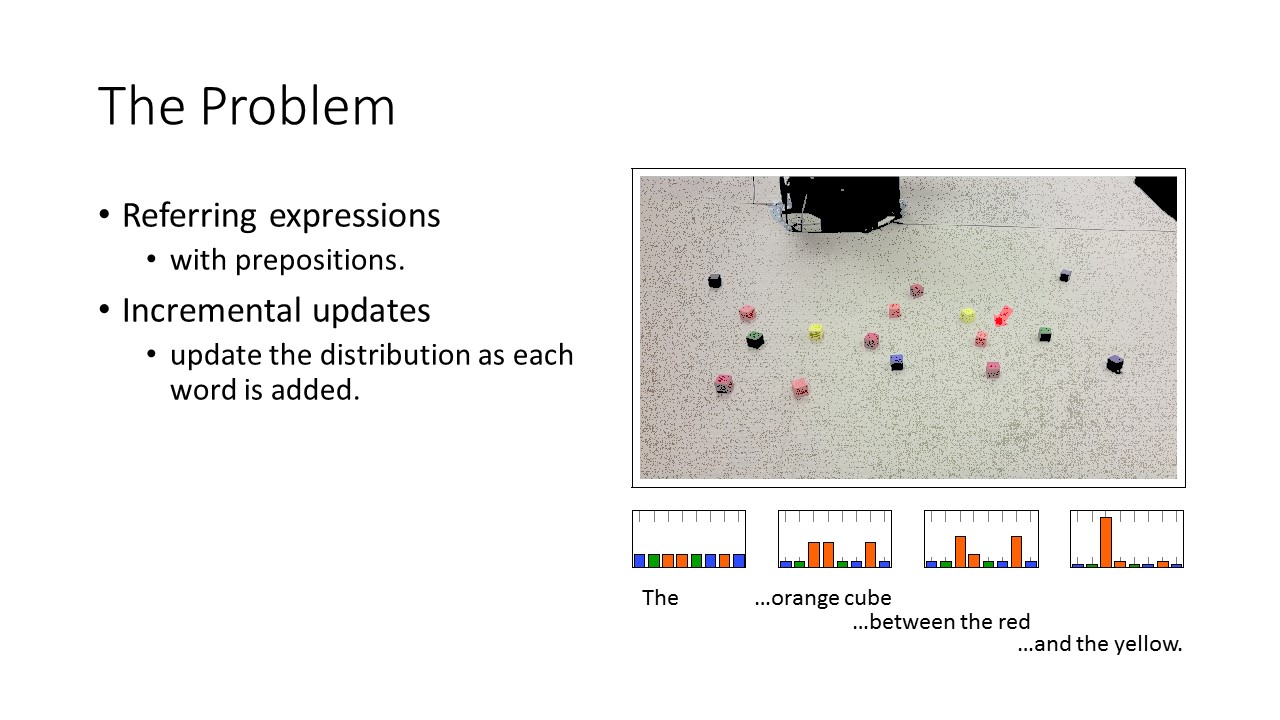 The Problem
• Referring expressions
• with prepositions.
• Incremental updates
• update the distribution as each
word is added.
The
...orange cube
...between the red
...and the yellow.